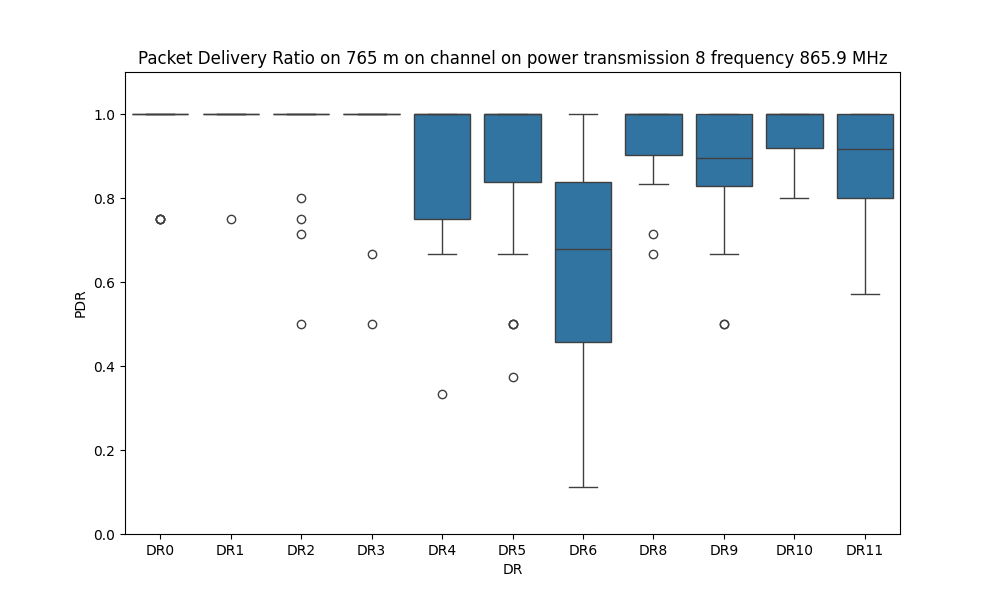 Packet Delivery Ratio on 765 m on channel on power transmission 8 frequency 865.9 MHz
1.0
0.8
0.6
0.4
0.2
0.0
PDR
DR0 DR1 DR2 DR3 DR4 DR5 DR6 DR8 DR9 DR10 DR11
DR